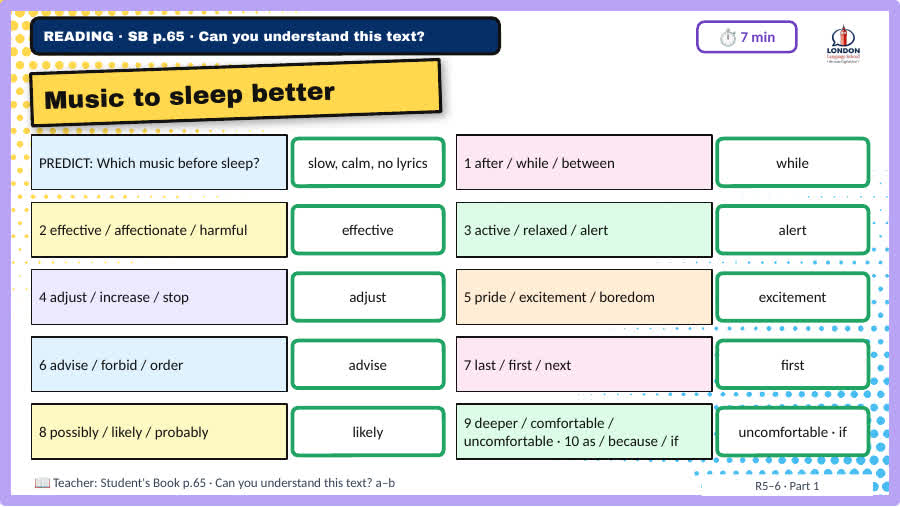 READING · SB p.65 · Can you understand this text?
⏱ 7 min
LONDON
Language School
Music to sleep better
PREDICT: Which music before sleep?
slow, calm, no lyrics
1 after / while / between
while
2 effective / affectionate / harmful
effective
3 active / relaxed / alert
alert
4 adjust / increase / stop
adjust
5 pride / excitement / boredom
excitement
6 advise / forbid / order
advise
7 last / first / next
first
8 possibly / likely / probably
likely
9 deeper / comfortable /
uncomfortable · 10 as / because / if
uncomfortable · if
📖 Teacher: Student's Book p.65 · Can you understand this text? a–b
R5–6 · Part 1